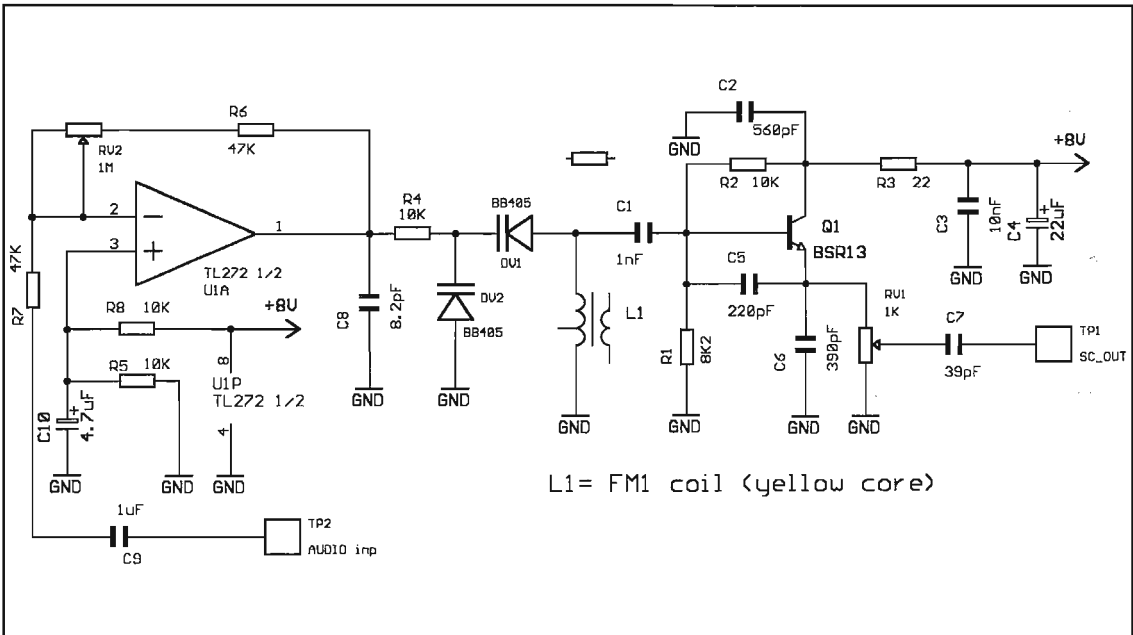 C2
560pF
GND
+8V
R6
47K
RV2
1M
R2 10K
R3 22
R4
10K
BB405
DV1
C1
1nF
Q1
BSR13
C3
10nF
C4
+
22uF
GND
GND
2
3
1
TL272 1/2
U1A
47K
R7
R8 10K
+8V
C8
8.2pF
DV2
BB405
L1
C5
220pF
RV1
1K
C7
39pF
TP1
SC_OUT
R1
8K2
C6
390pF
R5 10K
8
U1P
TL272 1/2
4
C10
+
4.7uF
GND
GND
GND
GND
GND
GND
GND
GND
GND
L1= FM1 coil (yellow core)
1uF
C9
TP2
AUDIO inp